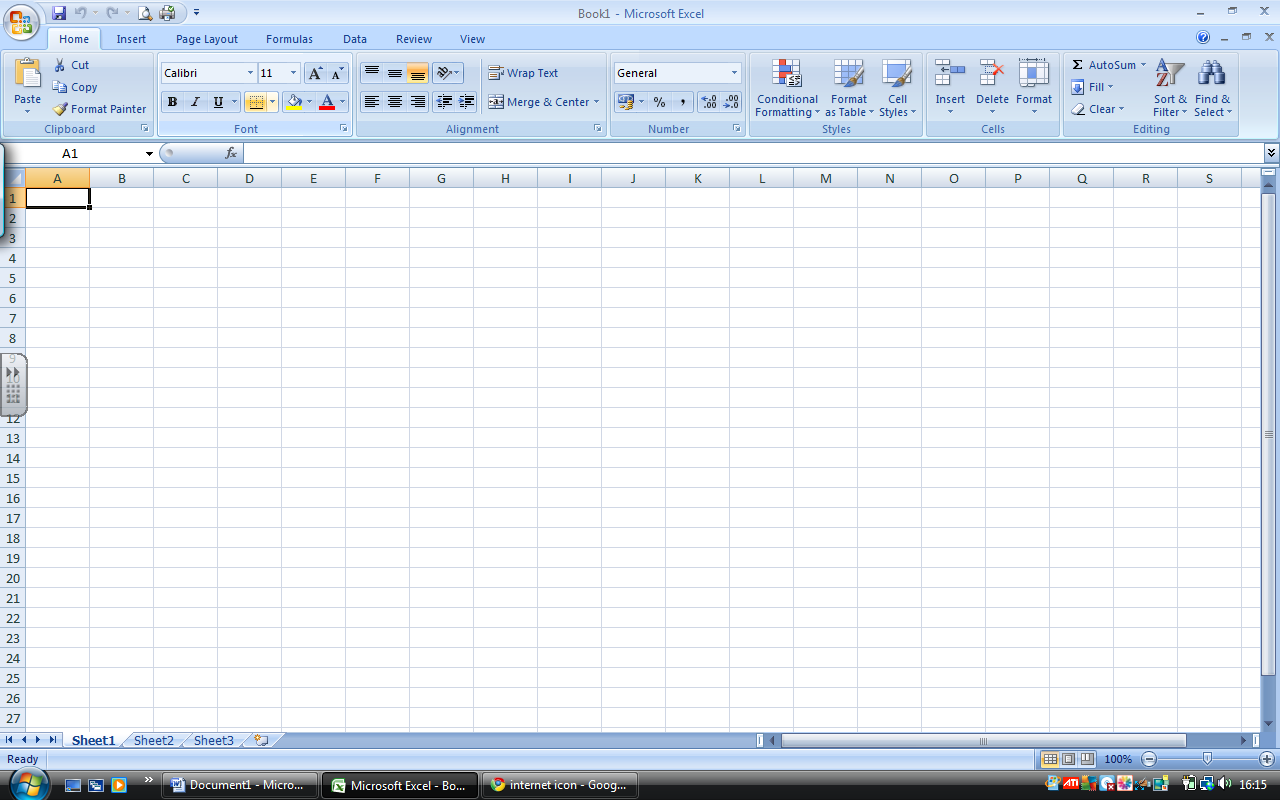 Book1 - Microsoft Excel
Home Insert Page Layout Formulas Data Review View
Paste
Cut
Copy
Format Painter
Clipboard
Calibri 11
B I U A
Font
Wrap Text
Merge & Center
Alignment
General
% ,
Number
Conditional Formatting
Format as Table
Cell Styles
Styles
Insert
Delete
Format
Cells
Σ AutoSum
Fill
Clear
Sort & Filter
Find & Select
Editing
A1 fx
A B C D E F G H I J K L M N O P Q R S
1
2
3
4
5
6
7
8
9
10
12
13
14
15
16
17
18
19
20
21
22
23
24
25
26
27
Sheet1 Sheet2 Sheet3
Ready 100%
Document1 - Micro... Microsoft Excel - Bo... internet icon - Goog... ATI 16:15